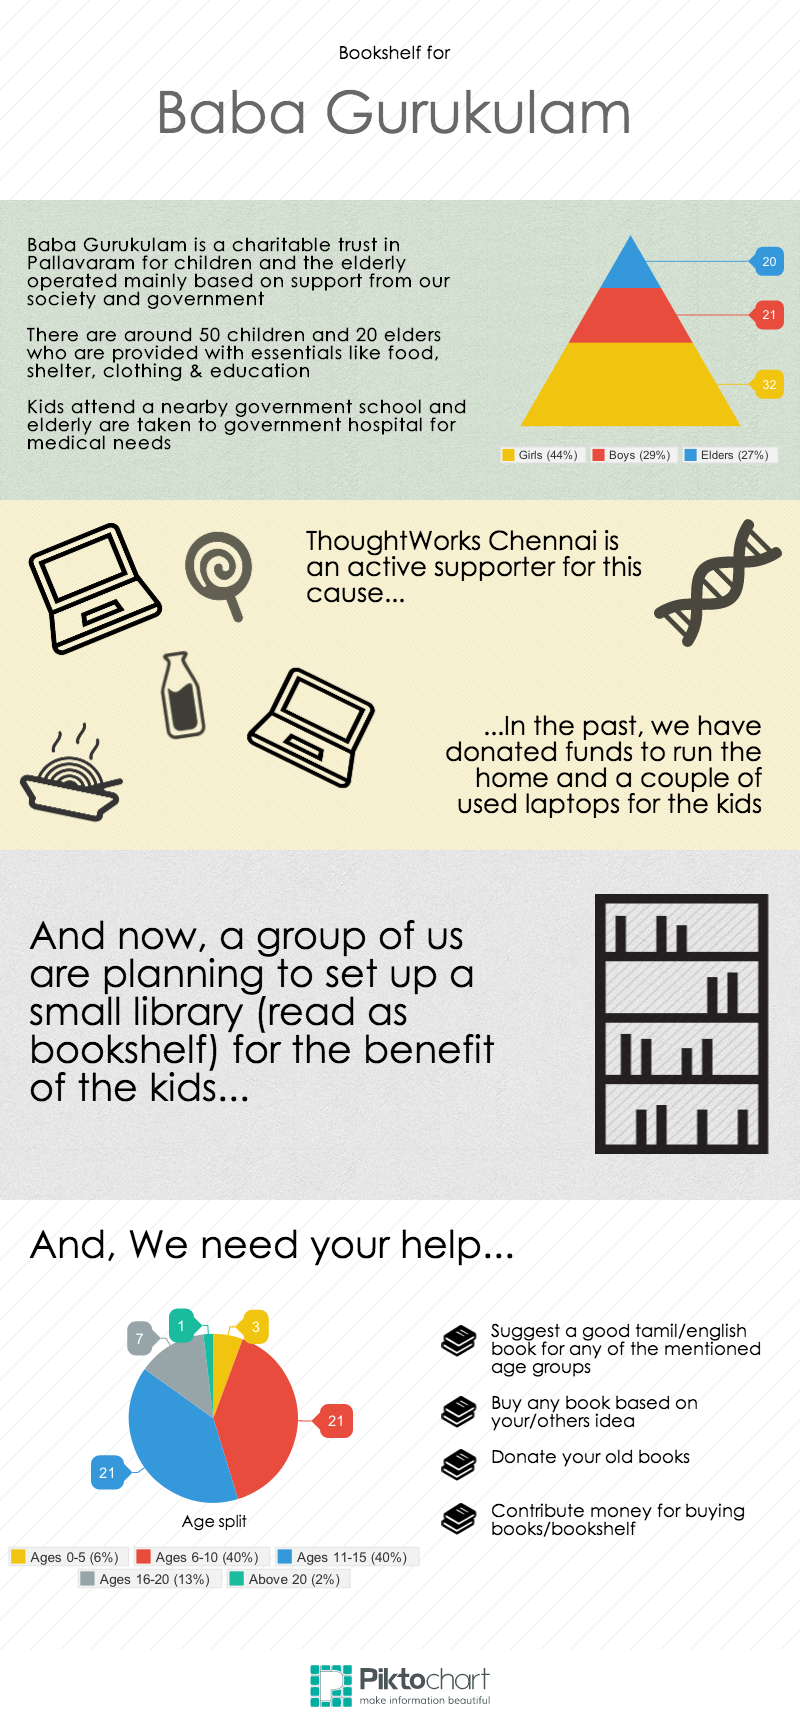 Bookshelf for
Baba Gurukulam
Baba Gurukulam is a charitable trust in
Pallavaram for children and the elderly
operated mainly based on support from our
society and government
There are around 50 children and 20 elders
who are provided with essentials like food,
shelter, clothing & education
Kids attend a nearby government school and
elderly are taken to government hospital for
medical needs
20
21
32
Girls (44%)
Boys (29%)
Elders (27%)
ThoughtWorks Chennai is
an active supporter for this
cause...
...In the past, we have
donated funds to run the
home and a couple of
used laptops for the kids
And now, a group of us
are planning to set up a
small library (read as
bookshelf) for the benefit
of the kids...
And, We need your help...
1
3
7
21
21
Age split
Ages 0-5 (6%)
Ages 6-10 (40%)
Ages 11-15 (40%)
Ages 16-20 (13%)
Above 20 (2%)
Suggest a good tamil/english
book for any of the mentioned
age groups
Buy any book based on
your/others idea
Donate your old books
Contribute money for buying
books/bookshelf
Piktochart
make information beautiful